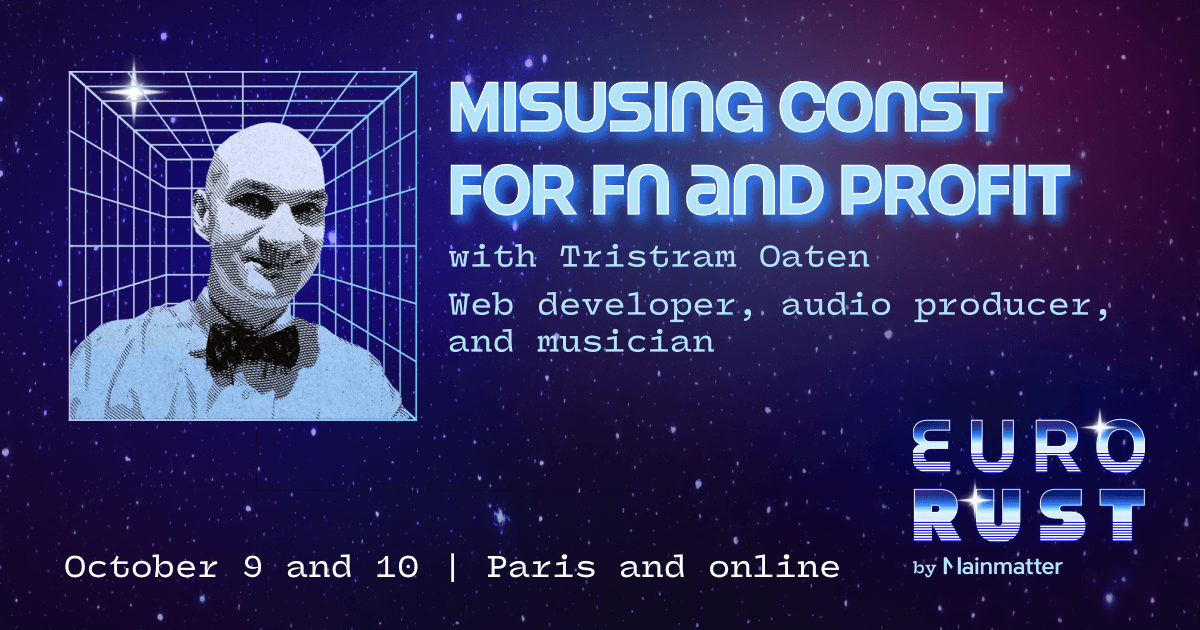 MISUSING CONST
FOR FN AND PROFIT
with Tristram Oaten
Web developer, audio producer,
and musician
EURO
RUST
by Mainmatter
October 9 and 10 | Paris and online